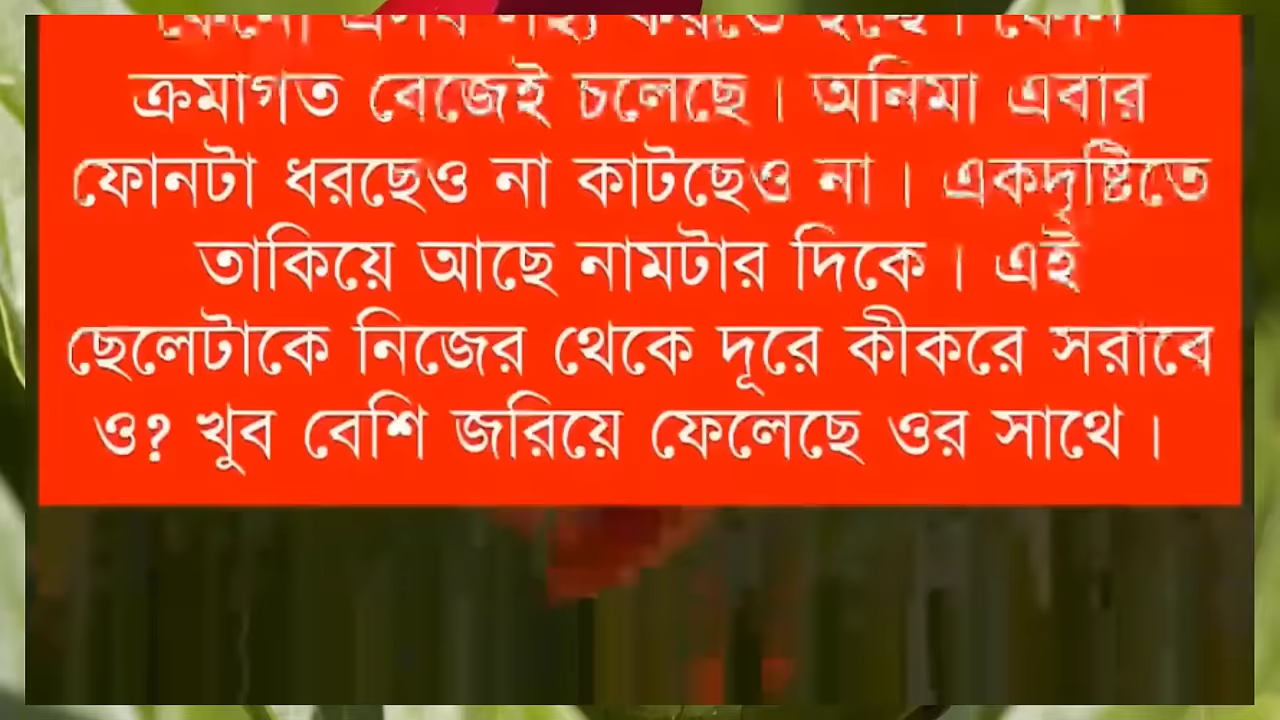 ক্রমাগত বেজেই চলেছে। অনিমা এবার
ফোনটা ধরছেও না কাটছেও না। একদৃষ্টিতে
তাকিয়ে আছে নামটার দিকে। এই
ছেলেটাকে নিজের থেকে দূরে কীকরে সরাবে
ও? খুব বেশি জরিয়ে ফেলেছে ওর সাথে।